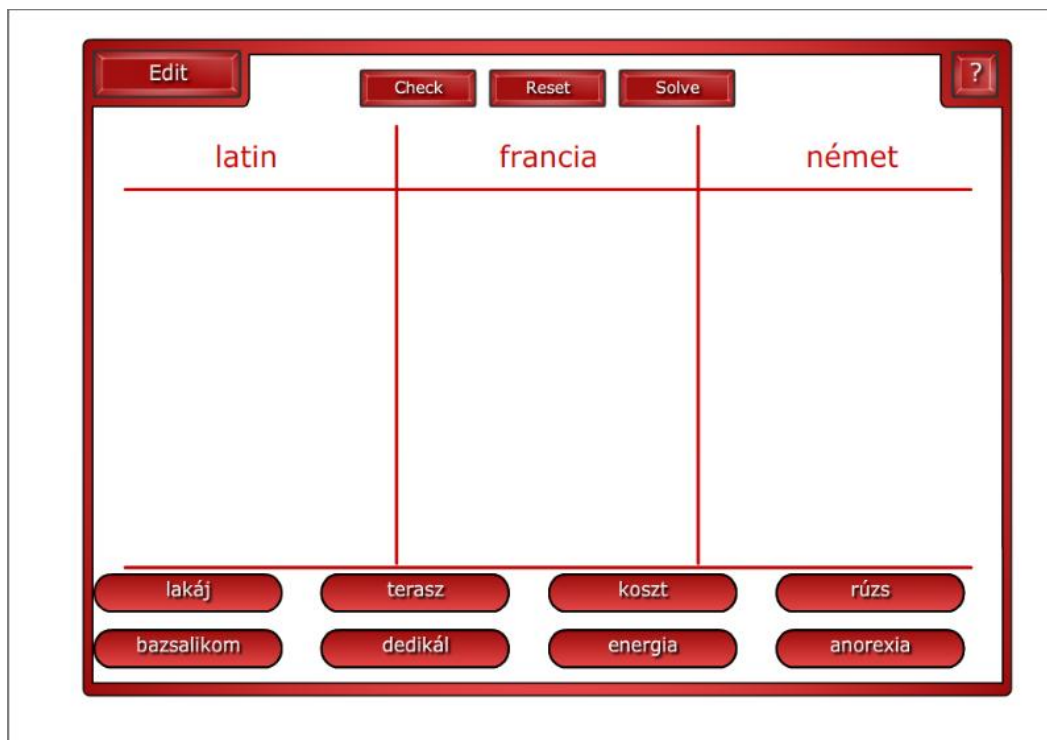 Edit
?
Check Reset Solve
latin francia német
lakáj terasz koszt rúzs
bazsalikom dedikál energia anorexia